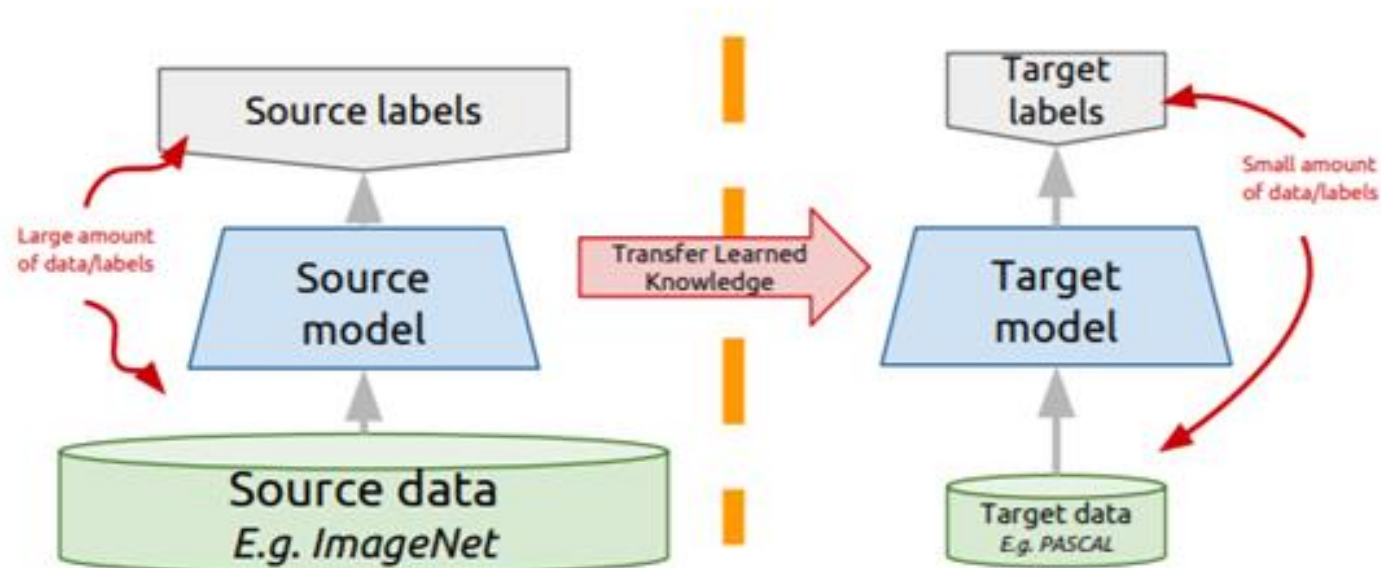 Source labels
Large amount
of data/labels
Source
model
Source data
E.g. ImageNet
Transfer Learned
Knowledge
Target
labels
Small amount
of data/labels
Target
model
Target data
E.g. PASCAL